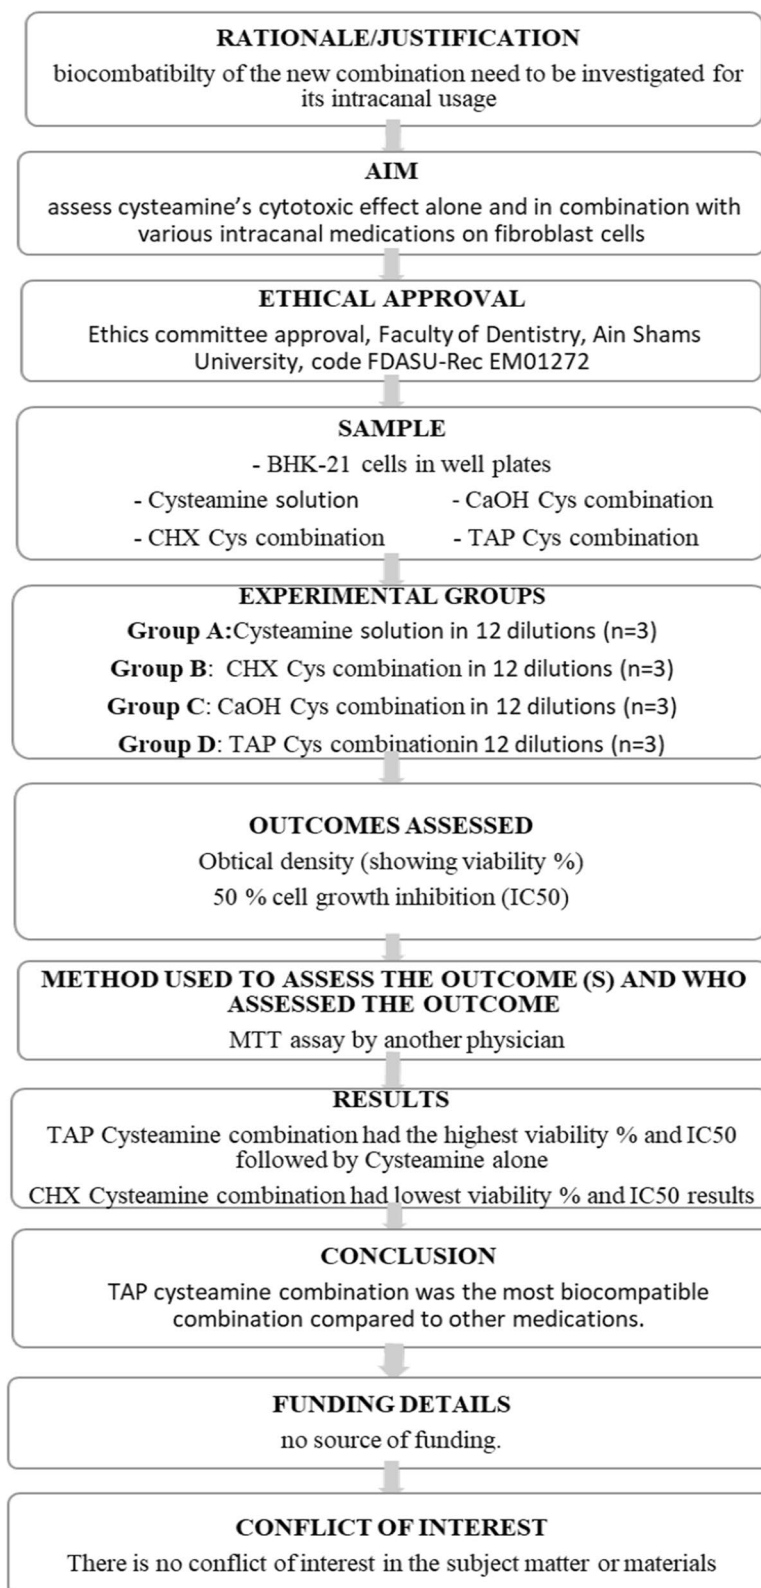 RATIONALE/JUSTIFICATION
biocombatibilty of the new combination need to be investigated for
its intracanal usage
AIM
assess cysteamine's cytotoxic effect alone and in combination with
various intracanal medications on fibroblast cells
ETHICAL APPROVAL
Ethics committee approval, Faculty of Dentistry, Ain Shams
University, code FDASU-Rec EM01272
SAMPLE
- BHK-21 cells in well plates
- Cysteamine solution - CaOH Cys combination
- CHX Cys combination - TAP Cys combination
EXPERIMENTAL GROUPS
Group A:Cysteamine solution in 12 dilutions (n=3)
Group B: CHX Cys combination in 12 dilutions (n=3)
Group C: CaOH Cys combination in 12 dilutions (n=3)
Group D: TAP Cys combinationin 12 dilutions (n=3)
OUTCOMES ASSESSED
Obtical density (showing viability %)
50 % cell growth inhibition (IC50)
METHOD USED TO ASSESS THE OUTCOME (S) AND WHO
ASSESSED THE OUTCOME
MTT assay by another physician
RESULTS
TAP Cysteamine combination had the highest viability % and IC50
followed by Cysteamine alone
CHX Cysteamine combination had lowest viability % and IC50 results
CONCLUSION
TAP cysteamine combination was the most biocompatible
combination compared to other medications.
FUNDING DETAILS
no source of funding.
CONFLICT OF INTEREST
There is no conflict of interest in the subject matter or materials